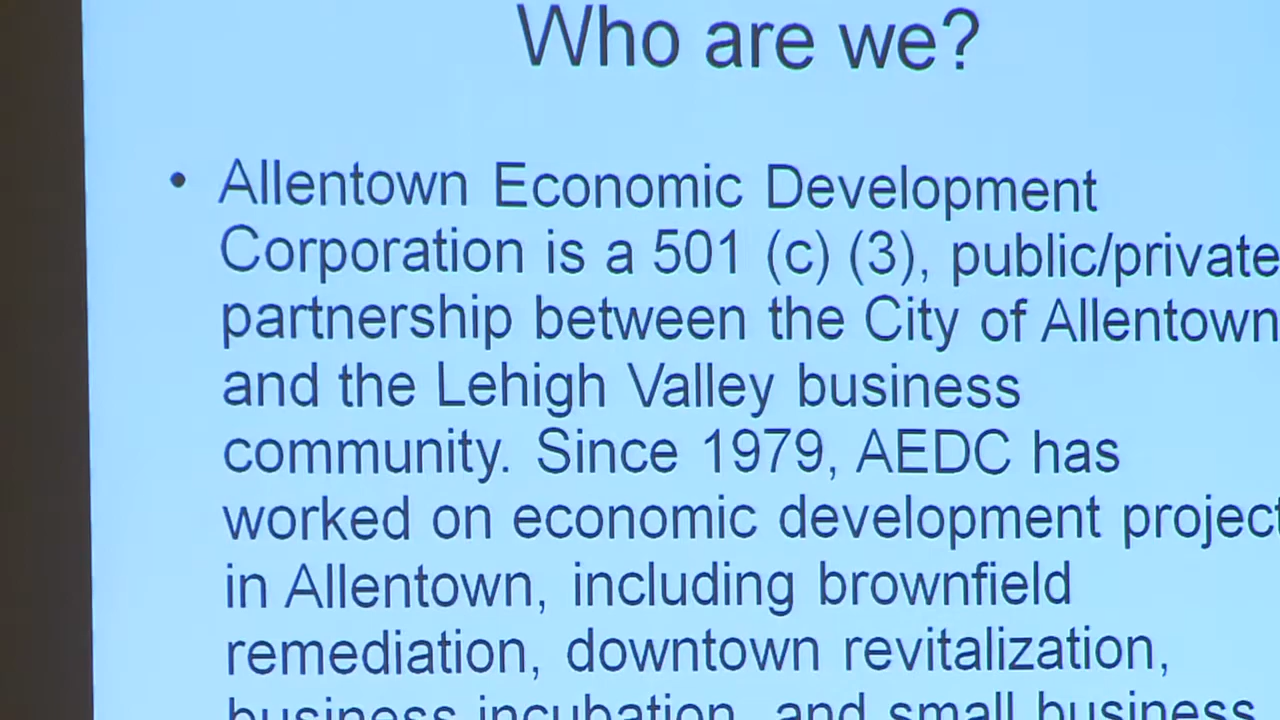 Who are we?
• Allentown Economic Development
Corporation is a 501 (c) (3), public/private
partnership between the City of Allentown
and the Lehigh Valley business
community. Since 1979, AEDC has
worked on economic development project
in Allentown, including brownfield
remediation, downtown revitalization,
business incubation, and small business